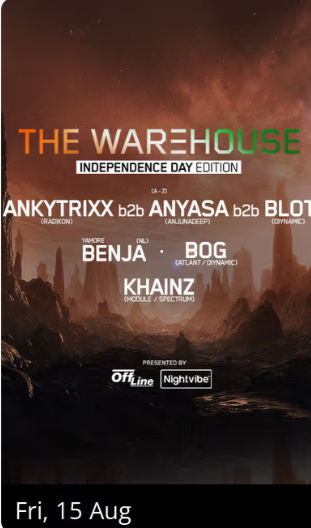 THE WAREHOUSE
INDEPENDENCE DAY EDITION
(A-Z)
ANKYTRIXX b2b ANYASA b2b BLOT
(RADIKON) (ANJUNADEEP) (DIYNAMIC)
YAMORE (NL)
BENJA · BOG
(ATLANT / DIYNAMIC)
KHAINZ
(MODULE / SPECTRUM)
PRESENTED BY
OffLine Nightvibe
Fri, 15 Aug